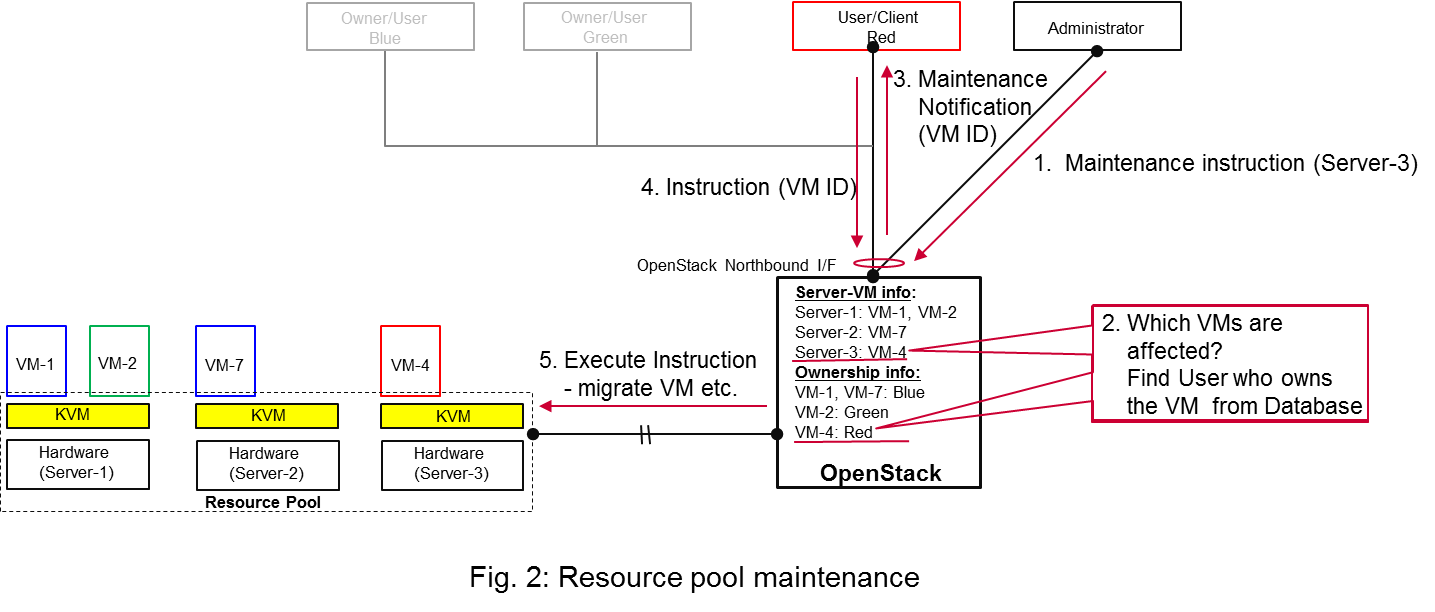 Owner/User
Blue
Owner/User
Green
User/Client
Red
Administrator
3. Maintenance
Notification
(VM ID)
1. Maintenance instruction (Server-3)
4. Instruction (VM ID)
OpenStack Northbound I/F
Server-VM info:
Server-1: VM-1, VM-2
Server-2: VM-7
Server-3: VM-4
Ownership info:
VM-1, VM-7: Blue
VM-2: Green
VM-4: Red
OpenStack
2. Which VMs are
affected?
Find User who owns
the VM from Database
5. Execute Instruction
- migrate VM etc.
VM-1
VM-2
VM-7
VM-4
KVM
KVM
KVM
Hardware
(Server-1)
Hardware
(Server-2)
Hardware
(Server-3)
Resource Pool
Fig. 2: Resource pool maintenance